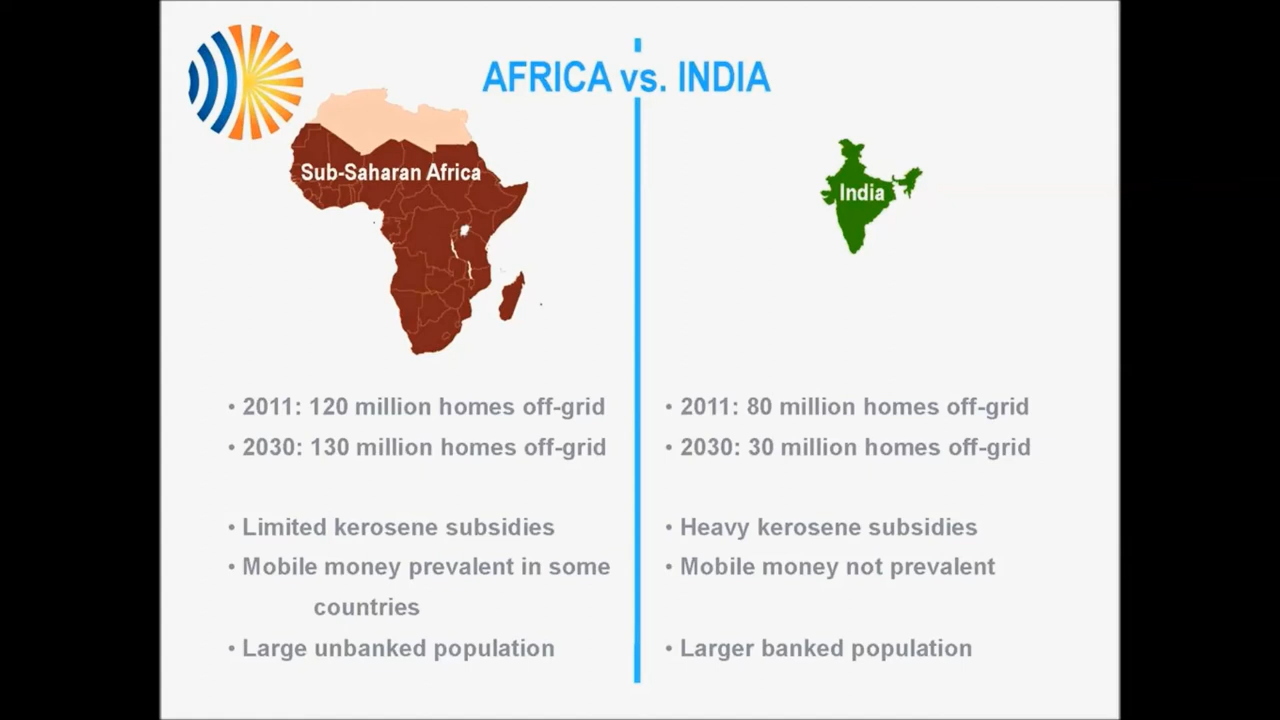 AFRICA vs. INDIA
Sub-Saharan Africa
• 2011: 120 million homes off-grid
• 2030: 130 million homes off-grid
• Limited kerosene subsidies
• Mobile money prevalent in some
countries
• Large unbanked population
India
• 2011: 80 million homes off-grid
• 2030: 30 million homes off-grid
• Heavy kerosene subsidies
• Mobile money not prevalent
• Larger banked population